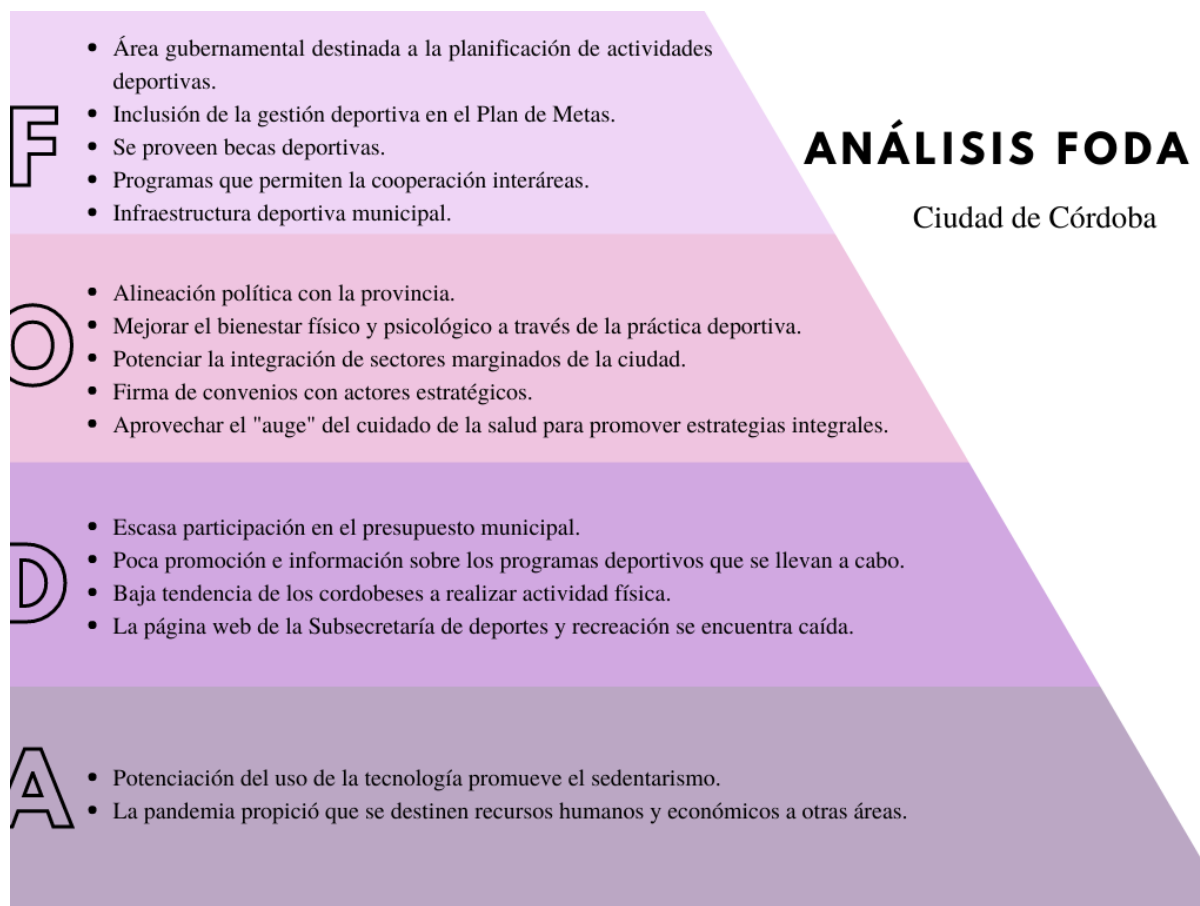 ANÁLISIS FODA
Ciudad de Córdoba
F
• Área gubernamental destinada a la planificación de actividades
deportivas.
• Inclusión de la gestión deportiva en el Plan de Metas.
• Se proveen becas deportivas.
• Programas que permiten la cooperación interáreas.
• Infraestructura deportiva municipal.
O
• Alineación política con la provincia.
• Mejorar el bienestar físico y psicológico a través de la práctica deportiva.
• Potenciar la integración de sectores marginados de la ciudad.
• Firma de convenios con actores estratégicos.
• Aprovechar el "auge" del cuidado de la salud para promover estrategias integrales.
D
• Escasa participación en el presupuesto municipal.
• Poca promoción e información sobre los programas deportivos que se llevan a cabo.
• Baja tendencia de los cordobeses a realizar actividad física.
• La página web de la Subsecretaría de deportes y recreación se encuentra caída.
A
• Potenciación del uso de la tecnología promueve el sedentarismo.
• La pandemia propició que se destinen recursos humanos y económicos a otras áreas.